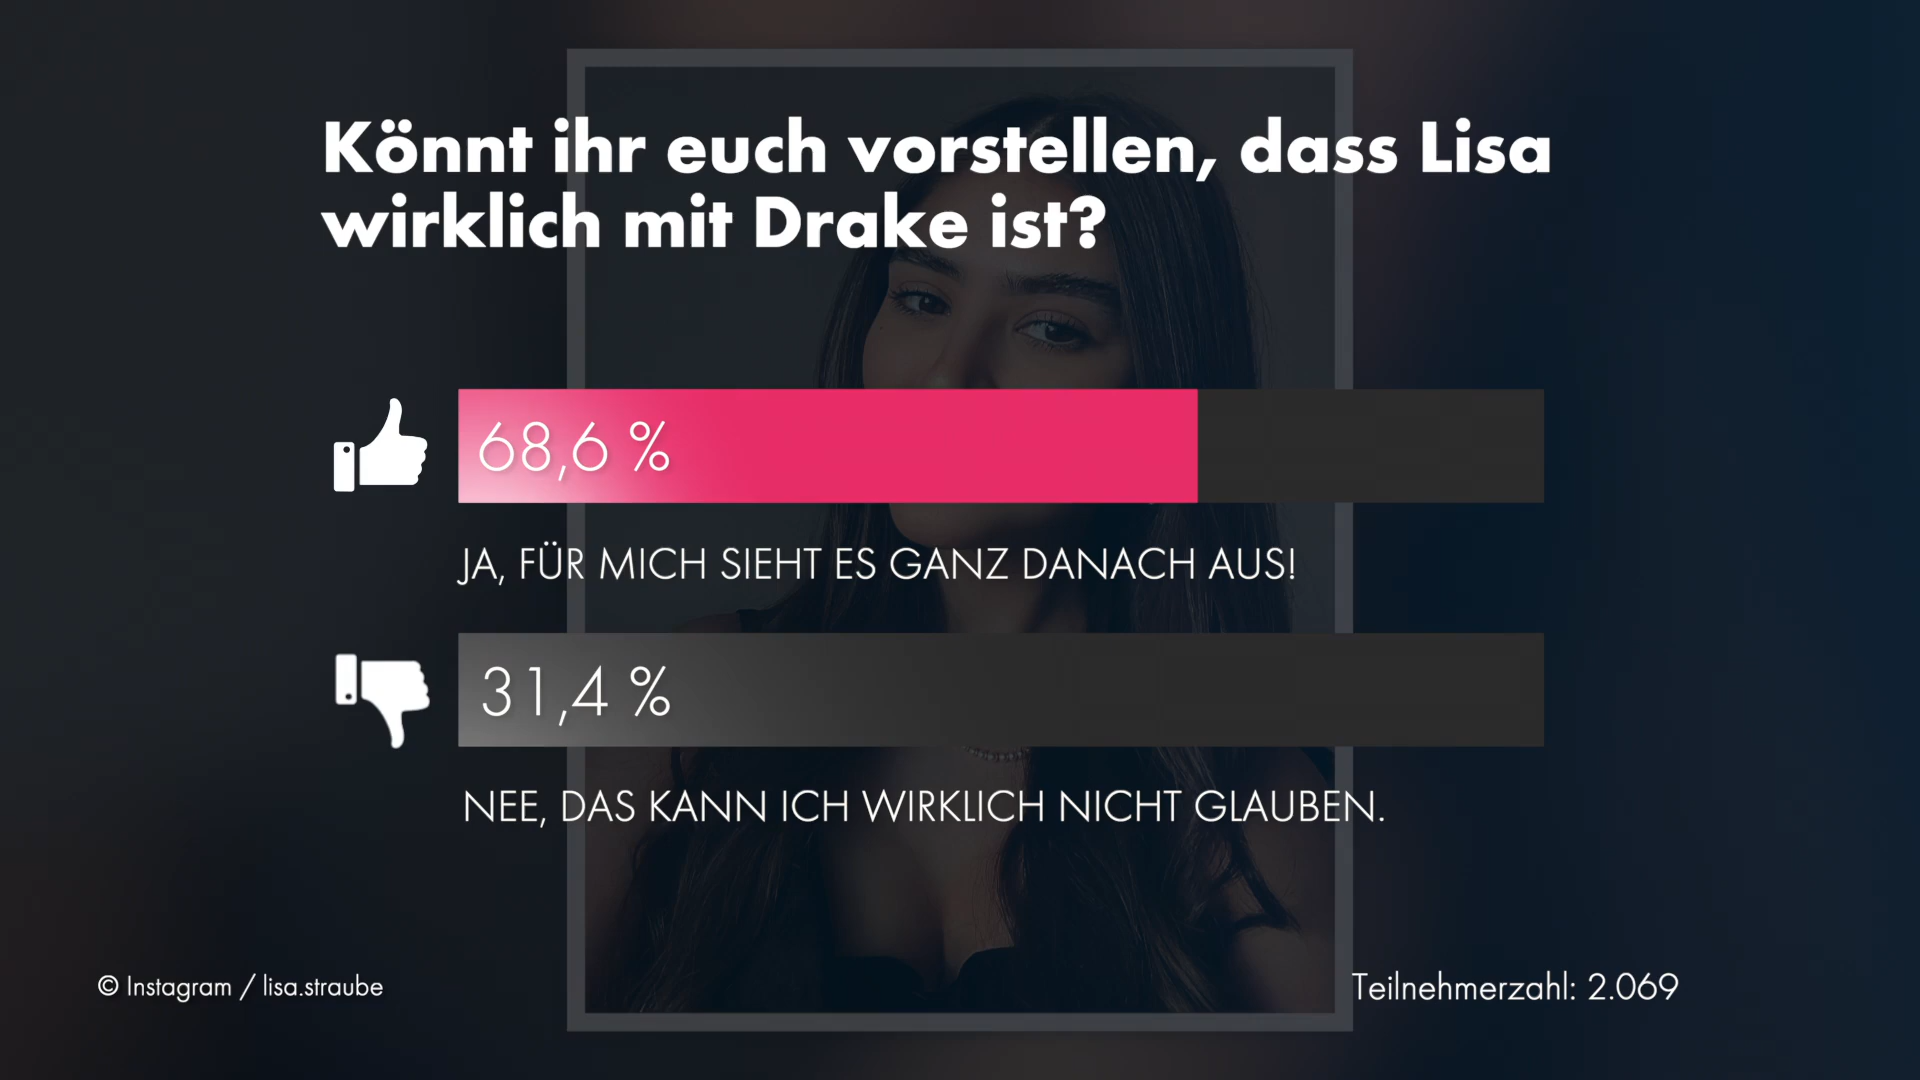 Könnt ihr euch vorstellen, dass Lisa
wirklich mit Drake ist?
68,6 %
JA, FÜR MICH SIEHT ES GANZ DANACH AUS!
31,4 %
NEE, DAS KANN ICH WIRKLICH NICHT GLAUBEN.
© Instagram / lisa.straube
Teilnehmerzahl: 2.069